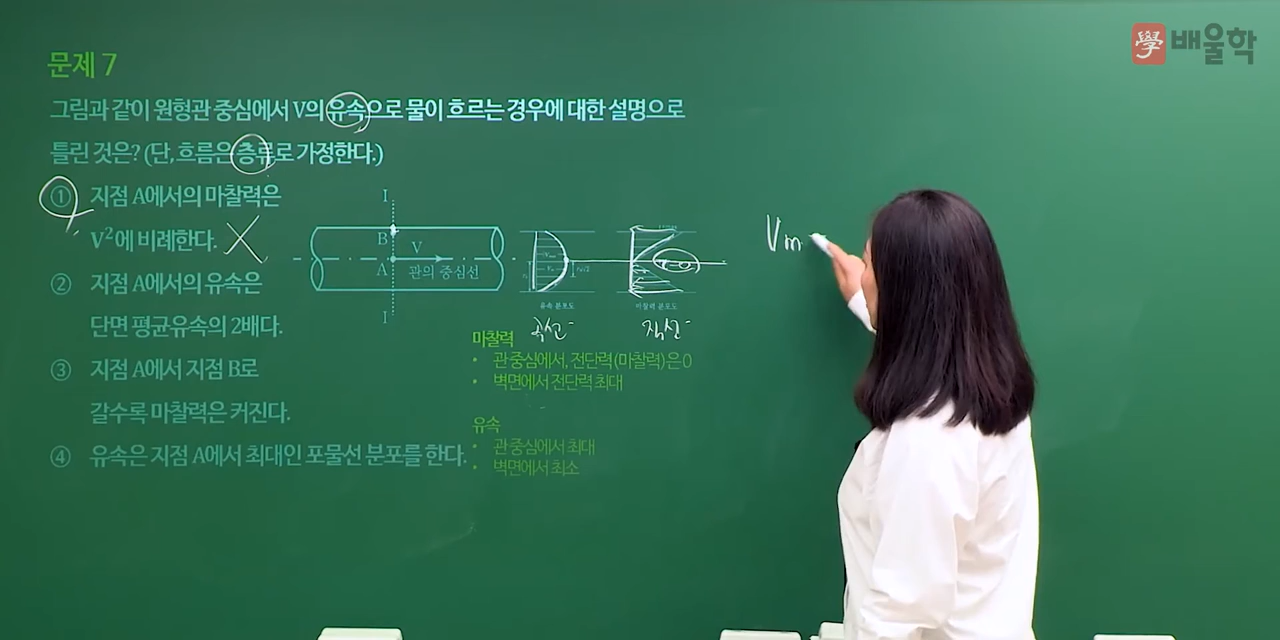 學 배울학
문제 7
그림과 같이 원형관 중심에서 V의 유속으로 물이 흐르는 경우에 대한 설명으로
틀린 것은? (단, 흐름은 층류로 가정한다.)
① 지점 A에서의 마찰력은
V²에 비례한다.
② 지점 A에서의 유속은
단면 평균유속의 2배다.
③ 지점 A에서 지점 B로
갈수록 마찰력은 커진다.
④ 유속은 지점 A에서 최대인 포물선 분포를 한다.
I
B
V
A
관의 중심선
I
유속 분포도
마찰력 분포도
곡선
직선
마찰력
• 관 중심에서, 전단력(마찰력)은 0
• 벽면에서 전단력 최대
유속
• 관 중심에서 최대
• 벽면에서 최소
Vm